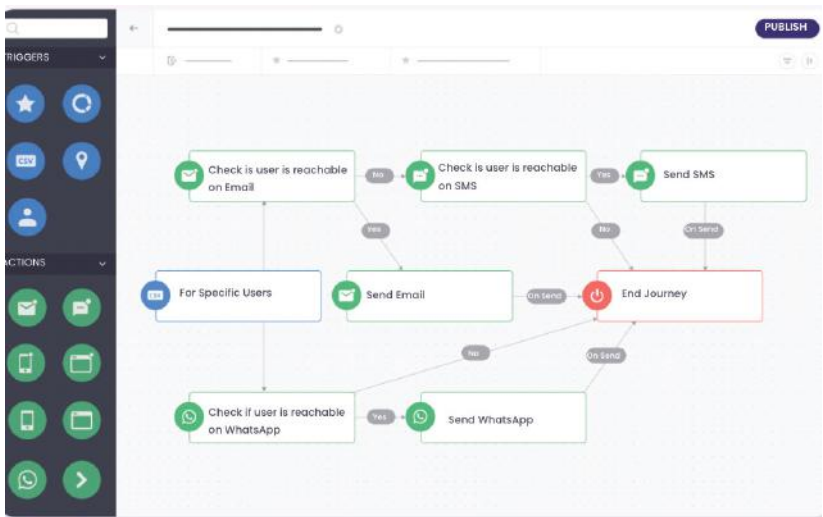 PUBLISH
TRIGGERS
CSV
ACTIONS
Check is user is reachable
on Email
No
Check is user is reachable
on SMS
Yes
Send SMS
Yes
No
On Send
CSV
For Specific Users
Send Email
On Send
End Journey
No
On Send
Check if user is reachable
on WhatsApp
Yes
Send WhatsApp